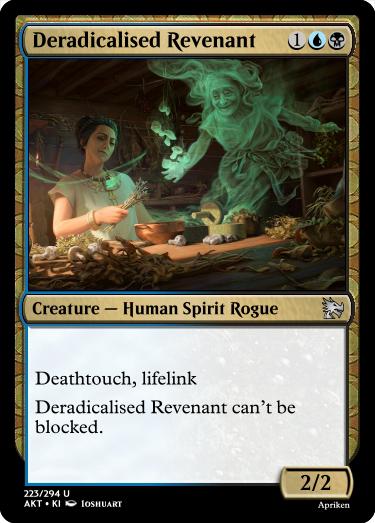 Deradicalised Revenant 1
Creature — Human Spirit Rogue
Deathtouch, lifelink
Deradicalised Revenant can't be
blocked.
2/2
223/294 U
AKT • KI Ioshuart
Apriken